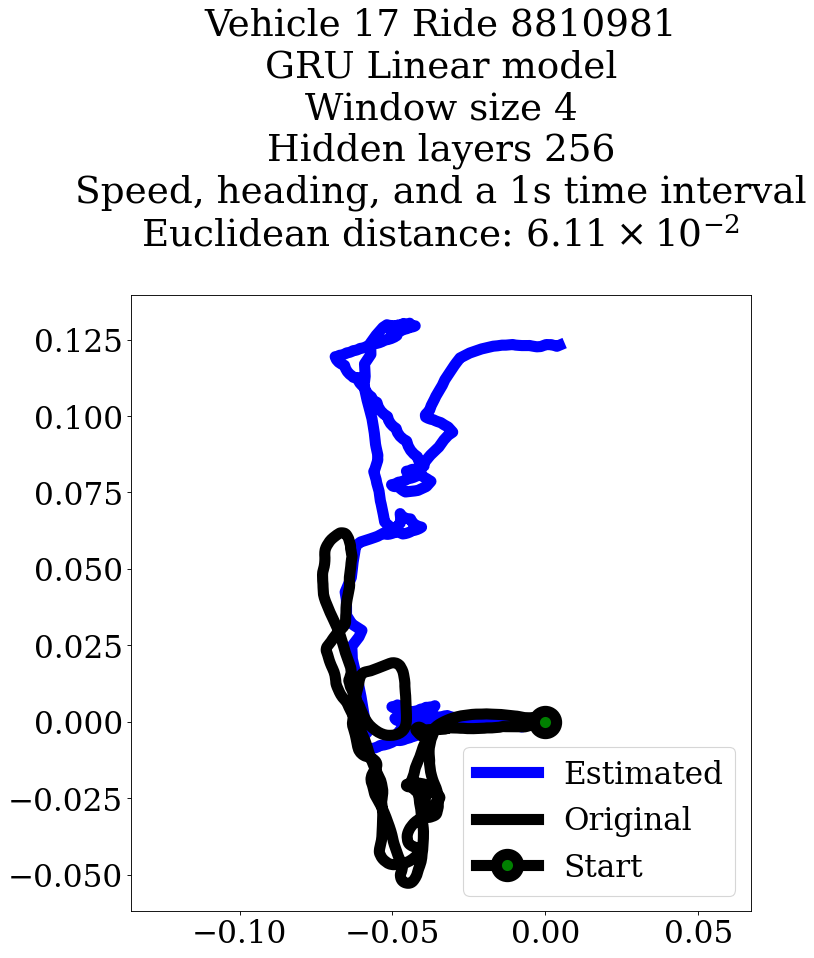 Vehicle 17 Ride 8810981
GRU Linear model
Window size 4
Hidden layers 256
Speed, heading, and a 1s time interval
Euclidean distance: 6.11 × 10⁻²
0.125
0.100
0.075
0.050
0.025
0.000
−0.025
−0.050
Estimated
Original
Start
−0.10 −0.05 0.00 0.05